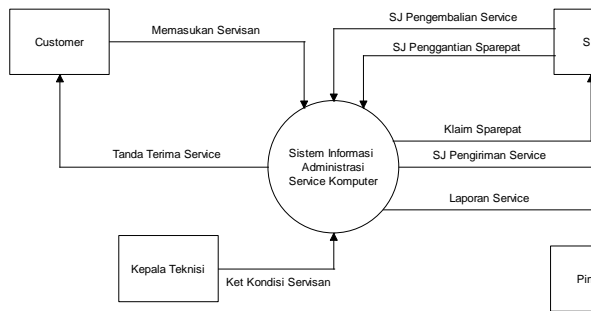 SJ Pengembalian Service
Customer
Memasukan Servisan
SJ Penggantian Sparepat
Klaim Sparepat
Tanda Terima Service
Sistem Informasi
Administrasi
Service Komputer
SJ Pengiriman Service
Laporan Service
Kepala Teknisi
Ket Kondisi Servisan